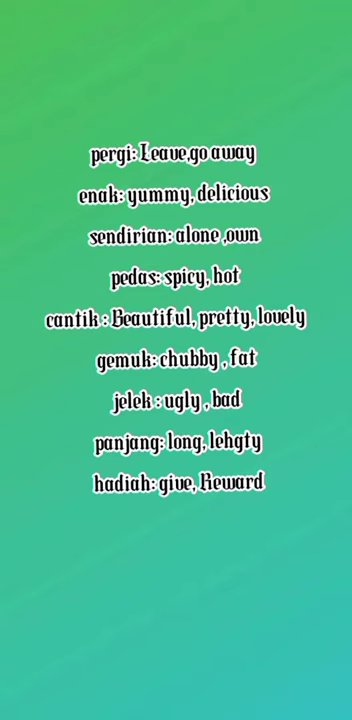 pergi: Leave,go away
enak: yummy, delicious
sendirian: alone ,own
pedas: spicy, hot
cantik : Beautiful, pretty, lovely
gemuk: chubby , fat
jelek : ugly , bad
panjang: long, lehgty
hadiah: give, Reward